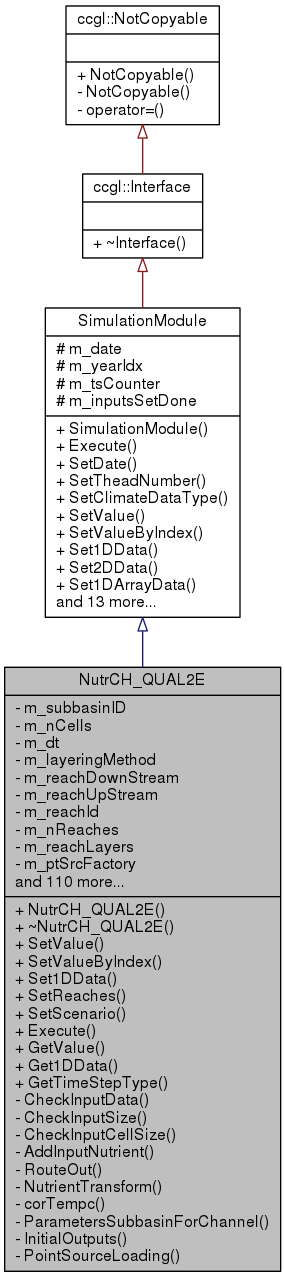 ccgl::NotCopyable
+ NotCopyable()
- NotCopyable()
- operator=()
ccgl::Interface
+ ~Interface()
SimulationModule
# m_date
# m_yearIdx
# m_tsCounter
# m_inputsSetDone
+ SimulationModule()
+ Execute()
+ SetDate()
+ SetTheadNumber()
+ SetClimateDataType()
+ SetValue()
+ SetValueByIndex()
+ Set1DData()
+ Set2DData()
+ Set1DArrayData()
and 13 more...
NutrCH_QUAL2E
- m_subbasinID
- m_nCells
- m_dt
- m_layeringMethod
- m_reachDownStream
- m_reachUpStream
- m_reachId
- m_nReaches
- m_reachLayers
- m_ptSrcFactory
and 110 more...
+ NutrCH_QUAL2E()
+ ~NutrCH_QUAL2E()
+ SetValue()
+ SetValueByIndex()
+ Set1DData()
+ SetReaches()
+ SetScenario()
+ Execute()
+ GetValue()
+ Get1DData()
+ GetTimeStepType()
- CheckInputData()
- CheckInputSize()
- CheckInputCellSize()
- AddInputNutrient()
- RouteOut()
- NutrientTransform()
- corTempc()
- ParametersSubbasinForChannel()
- InitialOutputs()
- PointSourceLoading()